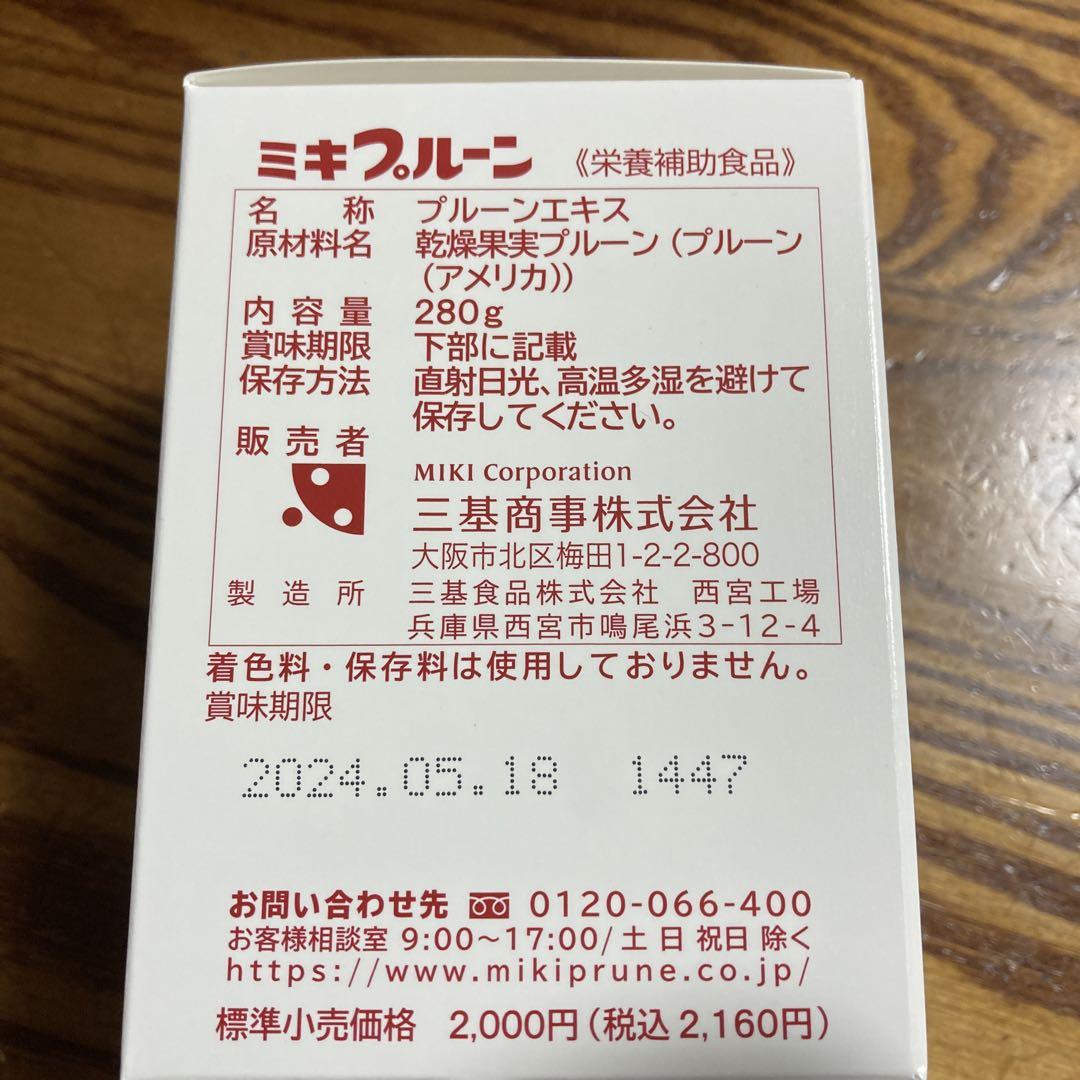 ミキプルーン 《栄養補助食品》
名称 プルーンエキス
原材料名 乾燥果実プルーン(プルーン
(アメリカ))
内容量 280g
賞味期限 下部に記載
保存方法 直射日光、高温多湿を避けて
保存してください。
販売者
MIKI Corporation
三基商事株式会社
大阪市北区梅田1-2-2-800
製造所 三基食品株式会社 西宮工場
兵庫県西宮市鳴尾浜3-12-4
着色料・保存料は使用しておりません。
賞味期限
2024.05.18 1447
お問い合わせ先 0120-066-400
お客様相談室 9:00～17:00/土 日 祝日 除く
https://www.mikiprune.co.jp/
標準小売価格 2,000円(税込2,160円)